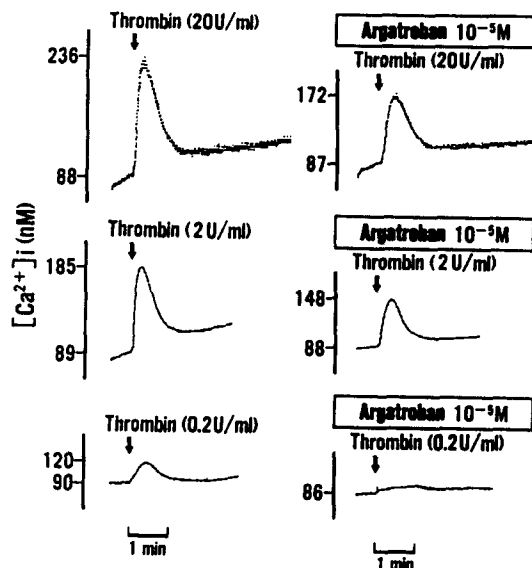 Thrombin (20U/ml)
236
88
Argatroban 10⁻⁵M
Thrombin (20U/ml)
172
87
[Ca²⁺]i (nM)
Thrombin (2U/ml)
185
89
Argatroban 10⁻⁵M
Thrombin (2U/ml)
148
88
Thrombin (0.2U/ml)
120
90
1 min
Argatroban 10⁻⁵M
Thrombin (0.2U/ml)
86
1 min